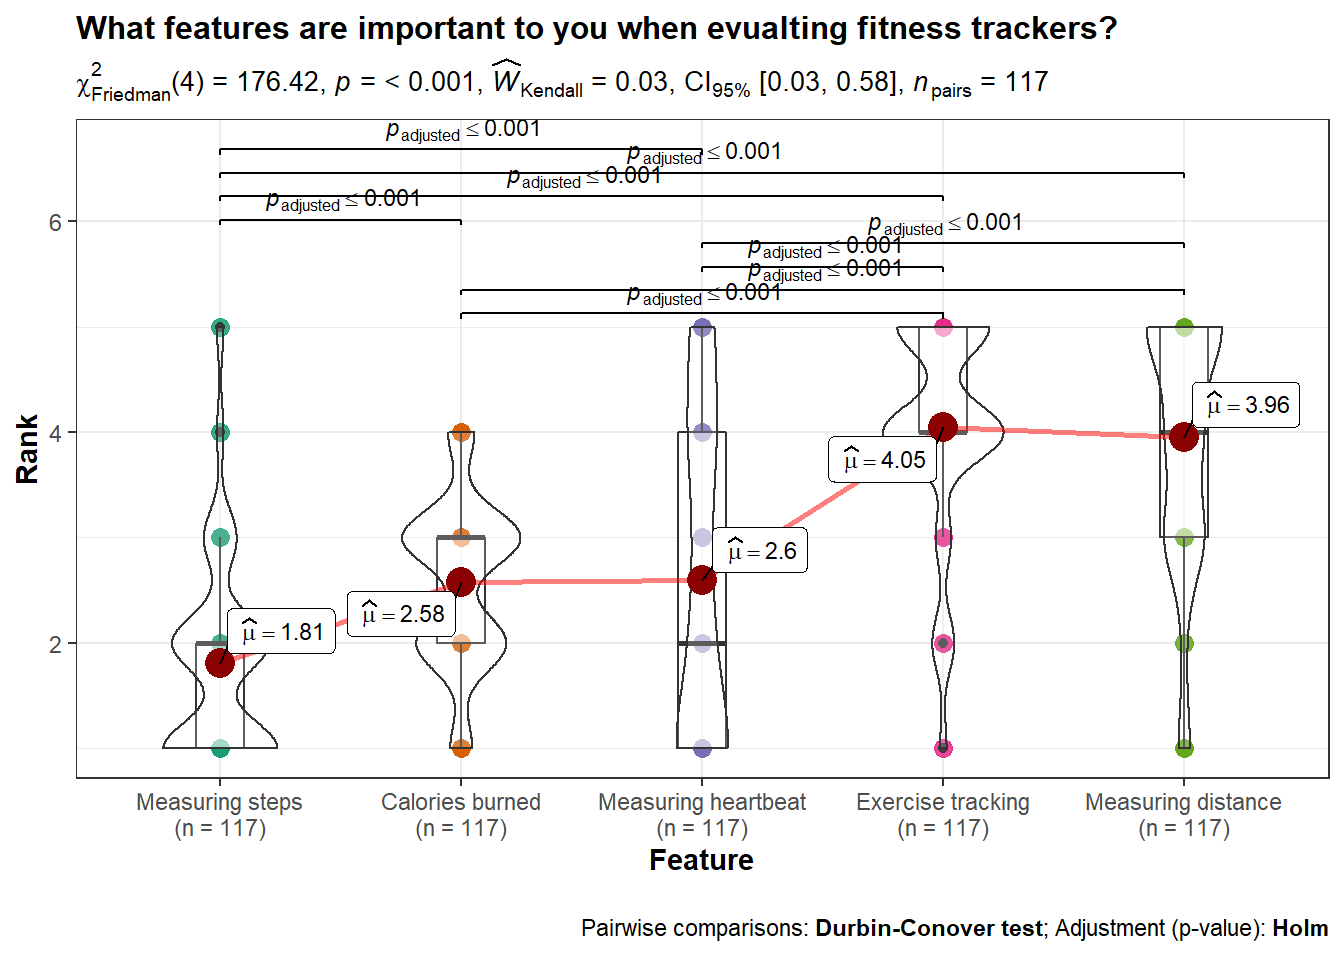 What features are important to you when evualting fitness trackers?
χ²Friedman(4) = 176.42, p = < 0.001, ŴKendall = 0.03, CI95% [0.03, 0.58], npairs = 117
padjusted ≤ 0.001
padjusted ≤ 0.001
padjusted ≤ 0.001
padjusted ≤ 0.001
padjusted ≤ 0.001
padjusted ≤ 0.001
padjusted ≤ 0.001
padjusted ≤ 0.001
6
4
2
Rank
μ̂ = 1.81
μ̂ = 2.58
μ̂ = 2.6
μ̂ = 4.05
μ̂ = 3.96
Measuring steps
(n = 117)
Calories burned
(n = 117)
Measuring heartbeat
(n = 117)
Exercise tracking
(n = 117)
Measuring distance
(n = 117)
Feature
Pairwise comparisons: Durbin-Conover test; Adjustment (p-value): Holm